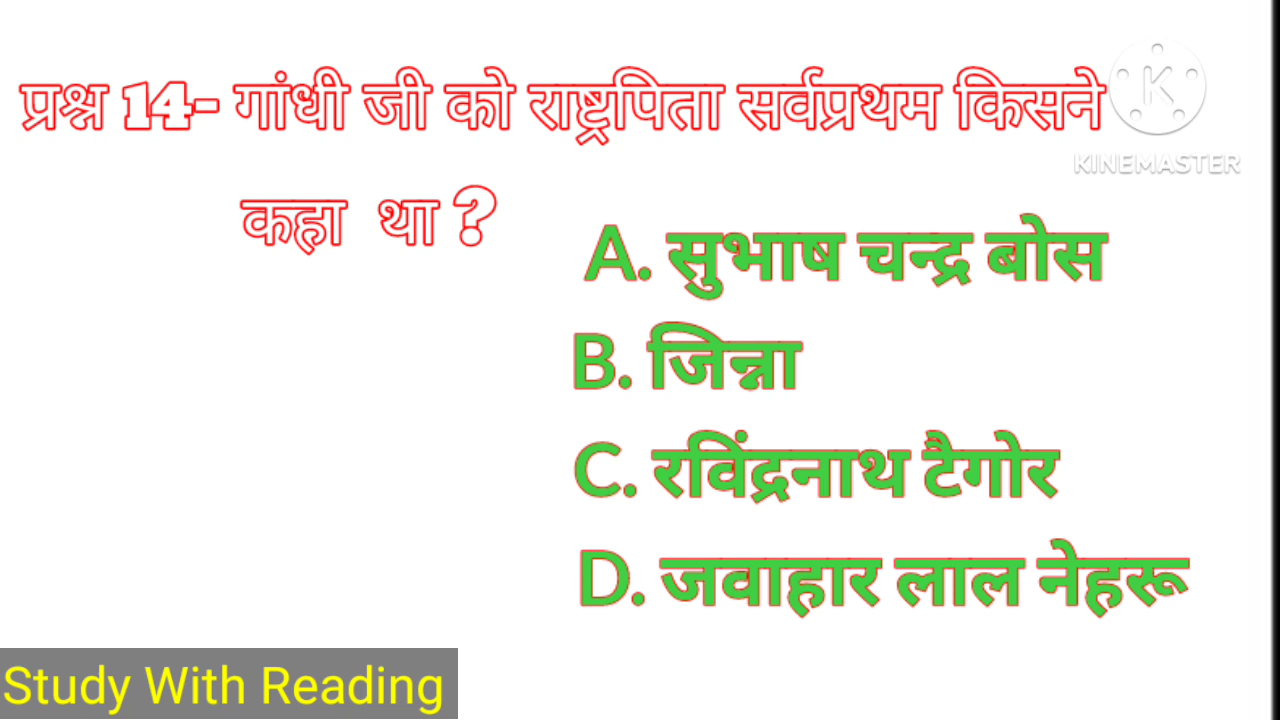 प्रश्न 14- गांधी जी को राष्ट्रपिता सर्वप्रथम किसने
कहा था ?
K
KINEMASTER
A. सुभाष चन्द्र बोस
B. जिन्ना
C. रविंद्रनाथ टैगोर
D. जवाहार लाल नेहरू
Study With Reading